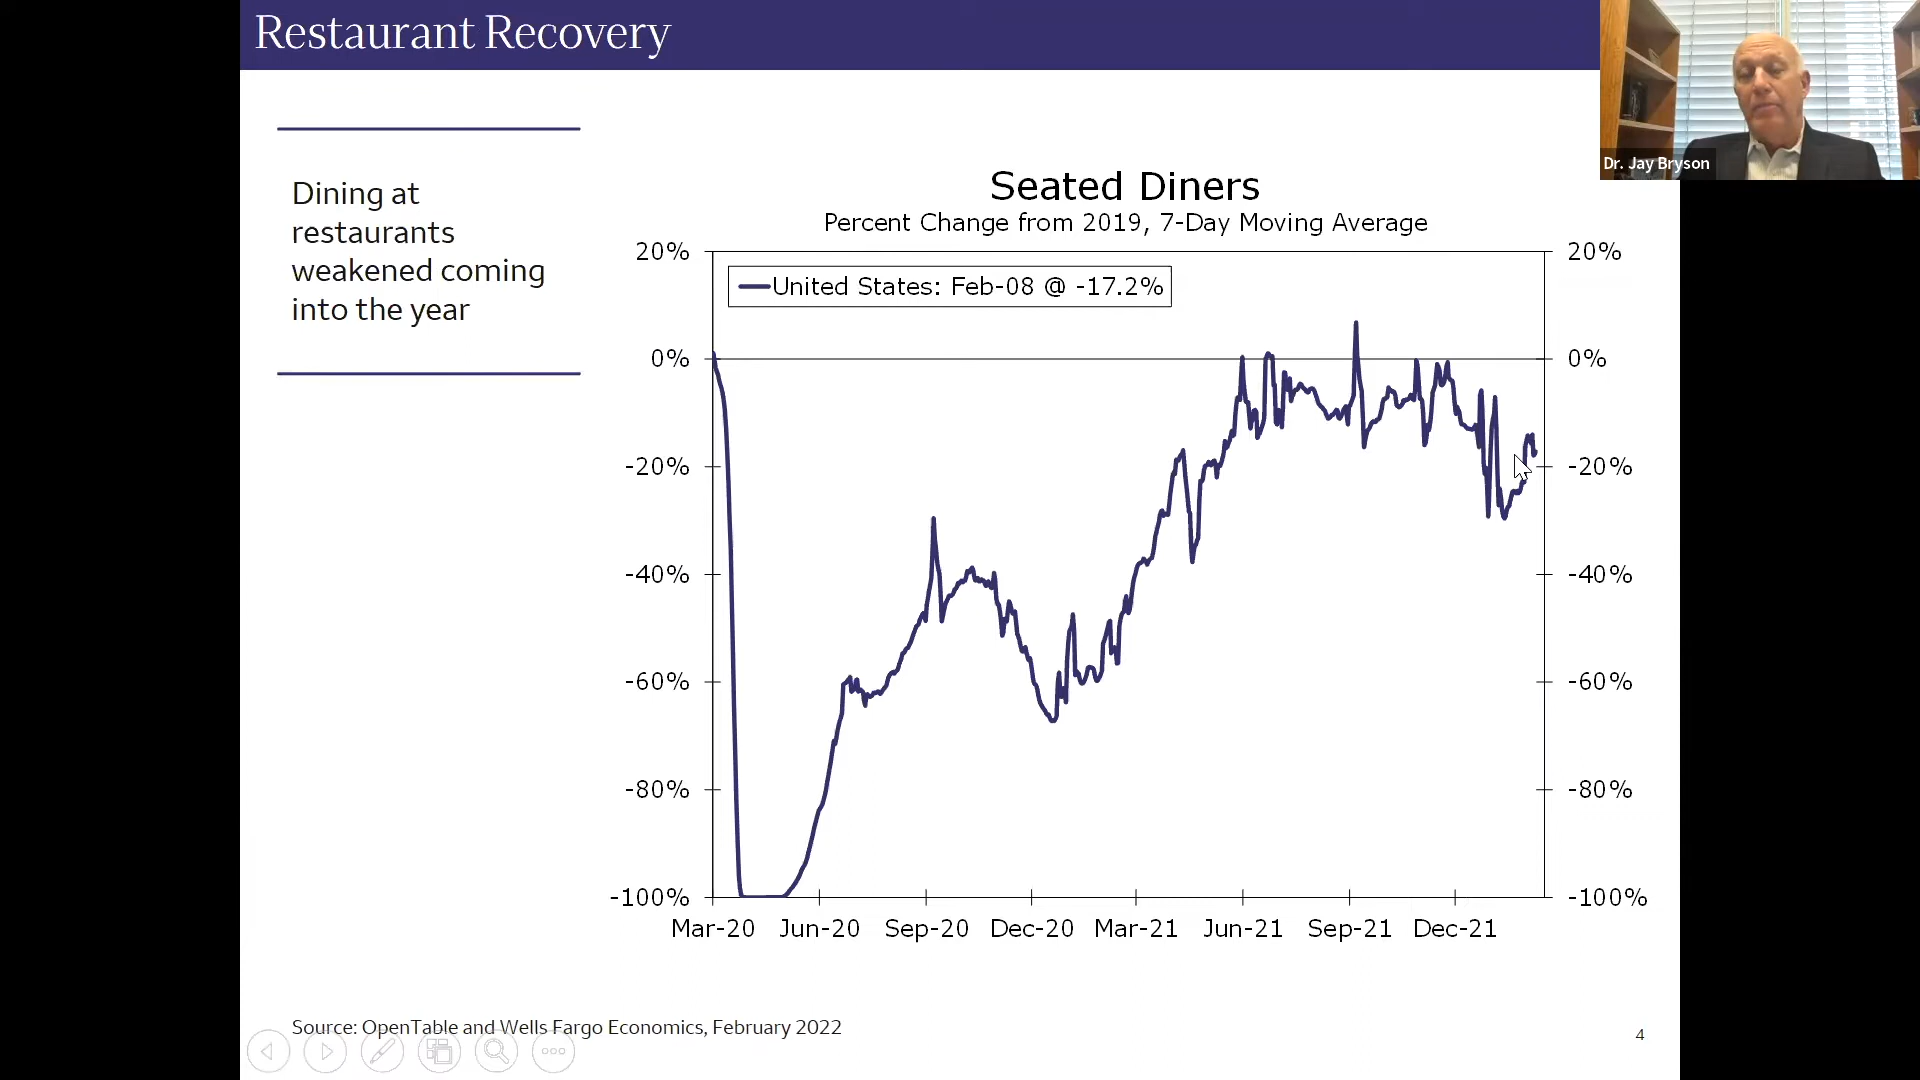 Restaurant Recovery
Dr. Jay Bryson
Dining at
restaurants
weakened coming
into the year
Seated Diners
Percent Change from 2019, 7-Day Moving Average
20% 20%
United States: Feb-08 @ -17.2%
0% 0%
-20% -20%
-40% -40%
-60% -60%
-80% -80%
-100% -100%
Mar-20 Jun-20 Sep-20 Dec-20 Mar-21 Jun-21 Sep-21 Dec-21
Source: OpenTable and Wells Fargo Economics, February 2022
4